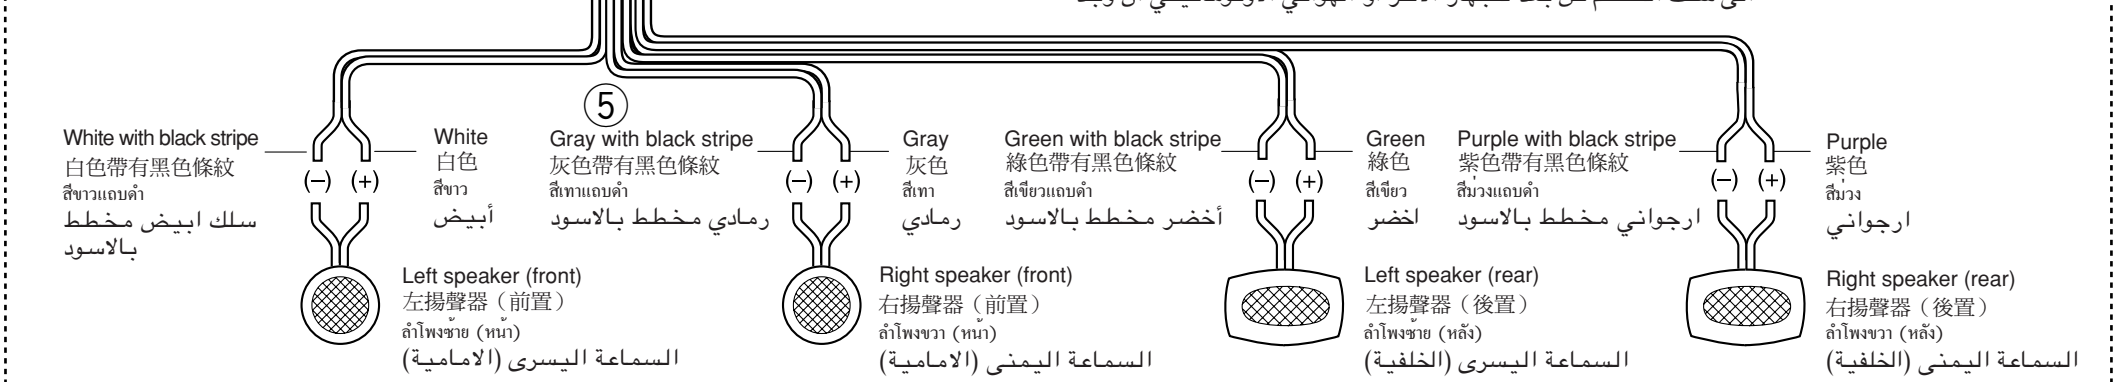 ⑤
White with black stripe
白色帶有黑色條紋
สีขาวแถบดำ
سلك ابيض مخطط
بالاسود
White
白色
สีขาว
أبيض
Gray with black stripe
灰色帶有黑色條紋
สีเทาแถบดำ
رمادي مخطط بالاسود
Gray
灰色
สีเทา
رمادي
Green with black stripe
綠色帶有黑色條紋
สีเขียวแถบดำ
أخضر مخطط بالاسود
Green
綠色
สีเขียว
اخضر
Purple with black stripe
紫色帶有黑色條紋
สีม่วงแถบดำ
ارجواني مخطط بالاسود
Purple
紫色
สีม่วง
ارجواني
(–) (+)
(–) (+)
(–) (+)
(–) (+)
Left speaker (front)
左揚聲器（前置）
ลำโพงซ้าย (หน้า)
السماعة اليسرى (الامامية)
Right speaker (front)
右揚聲器（前置）
ลำโพงขวา (หน้า)
السماعة اليمنى (الامامية)
Left speaker (rear)
左揚聲器（後置）
ลำโพงซ้าย (หลัง)
السماعة اليسرى (الخلفية)
Right speaker (rear)
右揚聲器（後置）
ลำโพงขวา (หลัง)
السماعة اليمنى (الخلفية)